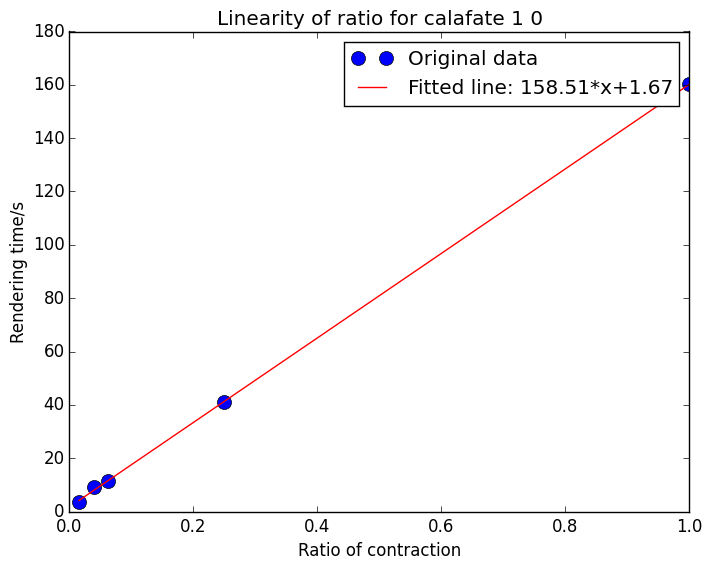 Linearity of ratio for calafate 1 0
Original data
Fitted line: 158.51*x+1.67
180
160
140
120
100
80
60
40
20
0
Rendering time/s
0.0 0.2 0.4 0.6 0.8 1.0
Ratio of contraction